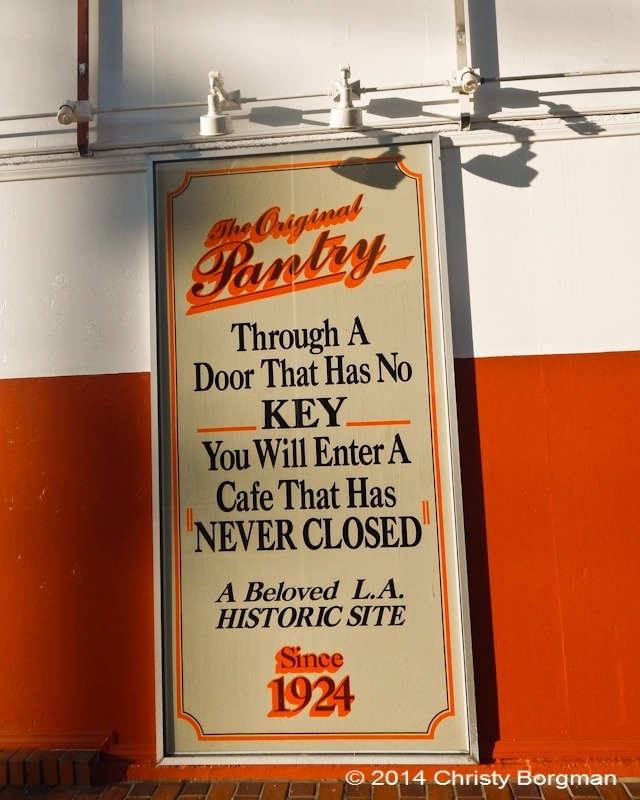 The Original
Pantry
Through A
Door That Has No
KEY
You Will Enter A
Cafe That Has
NEVER CLOSED
A Beloved L.A.
HISTORIC SITE
Since
1924
© 2014 Christy Borgman